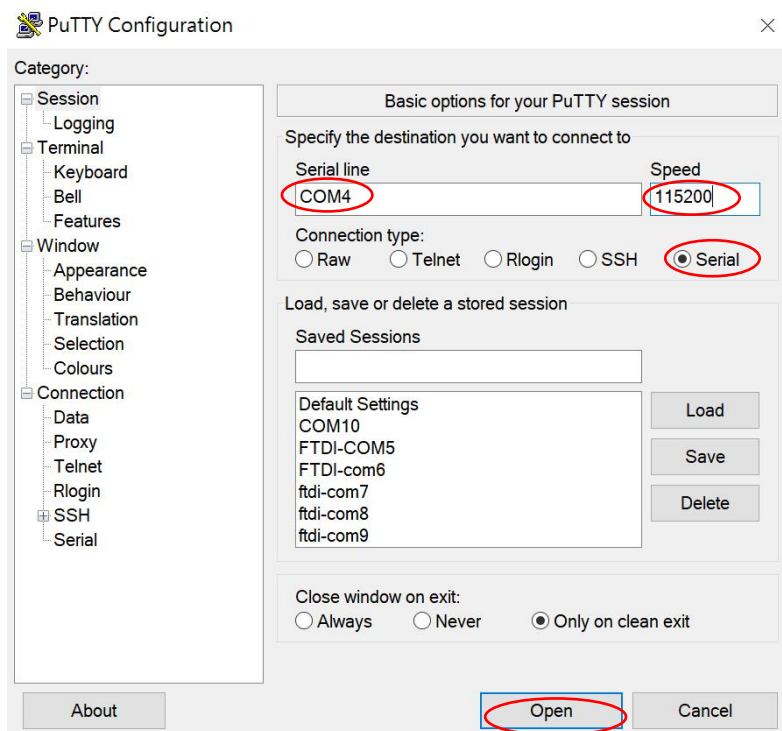 PuTTY Configuration
Category:
Session
Logging
Terminal
Keyboard
Bell
Features
Window
Appearance
Behaviour
Translation
Selection
Colours
Connection
Data
Proxy
Telnet
Rlogin
SSH
Serial
Basic options for your PuTTY session
Specify the destination you want to connect to
Serial line Speed
COM4 115200
Connection type:
Raw Telnet Rlogin SSH Serial
Load, save or delete a stored session
Saved Sessions
Default Settings
COM10
FTDI-COM5
FTDI-com6
ftdi-com7
ftdi-com8
ftdi-com9
Load
Save
Delete
Close window on exit:
Always Never Only on clean exit
About Open Cancel